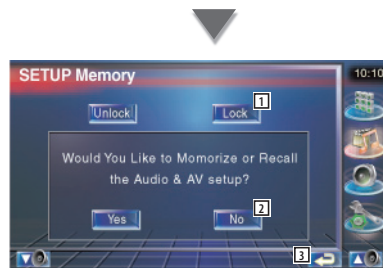 SETUP Memory
10:10
1
Unlock
Lock
Would You Like to Momorize or Recall
the Audio & AV setup?
2
Yes
No
3